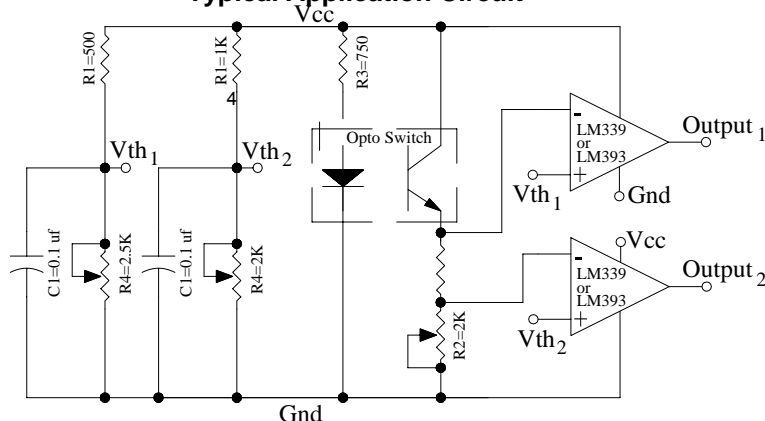 Typical Application Circuit
Vcc
R1=500
R1=1K
4
R3=750
Opto Switch
Vth1
Vth2
C1=0.1 uf
R4=2.5K
C1=0.1 uf
R4=2K
R2=2K
-
LM339
or
LM393
+
Vth1
Output1
Gnd
Vcc
-
LM339
or
LM393
+
Vth2
Output2
Gnd